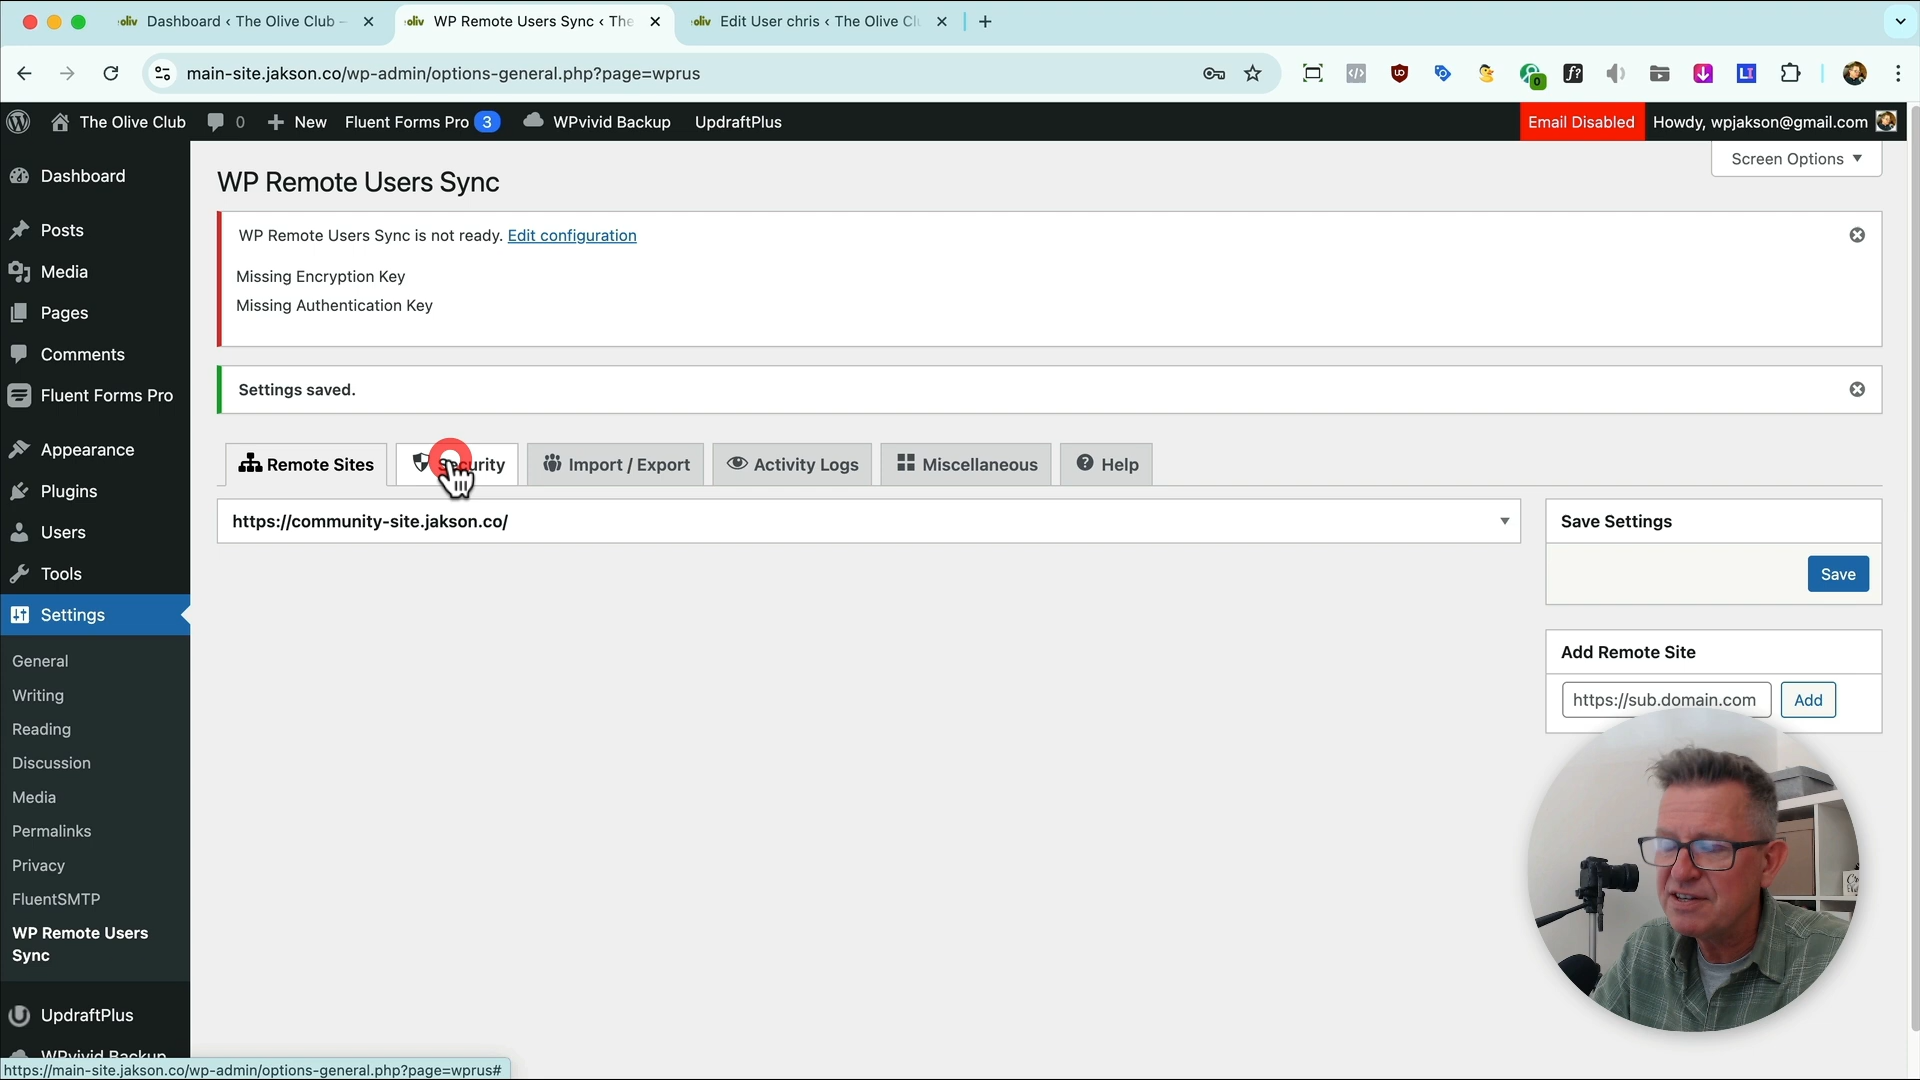 Dashboard ‹ The Olive Club –
WP Remote Users Sync ‹ The
Edit User chris ‹ The Olive Cl
main-site.jakson.co/wp-admin/options-general.php?page=wprus
The Olive Club
0
New
Fluent Forms Pro 3
WPvivid Backup
UpdraftPlus
Email Disabled
Howdy, wpjakson@gmail.com
Screen Options
Dashboard
Posts
Media
Pages
Comments
Fluent Forms Pro
Appearance
Plugins
Users
Tools
Settings
General
Writing
Reading
Discussion
Media
Permalinks
Privacy
FluentSMTP
WP Remote Users
Sync
UpdraftPlus
WPvivid Backup
WP Remote Users Sync
WP Remote Users Sync is not ready. Edit configuration
Missing Encryption Key
Missing Authentication Key
Settings saved.
Remote Sites
Security
Import / Export
Activity Logs
Miscellaneous
Help
https://community-site.jakson.co/
Save Settings
Save
Add Remote Site
https://sub.domain.com
Add
https://main-site.jakson.co/wp-admin/options-general.php?page=wprus#